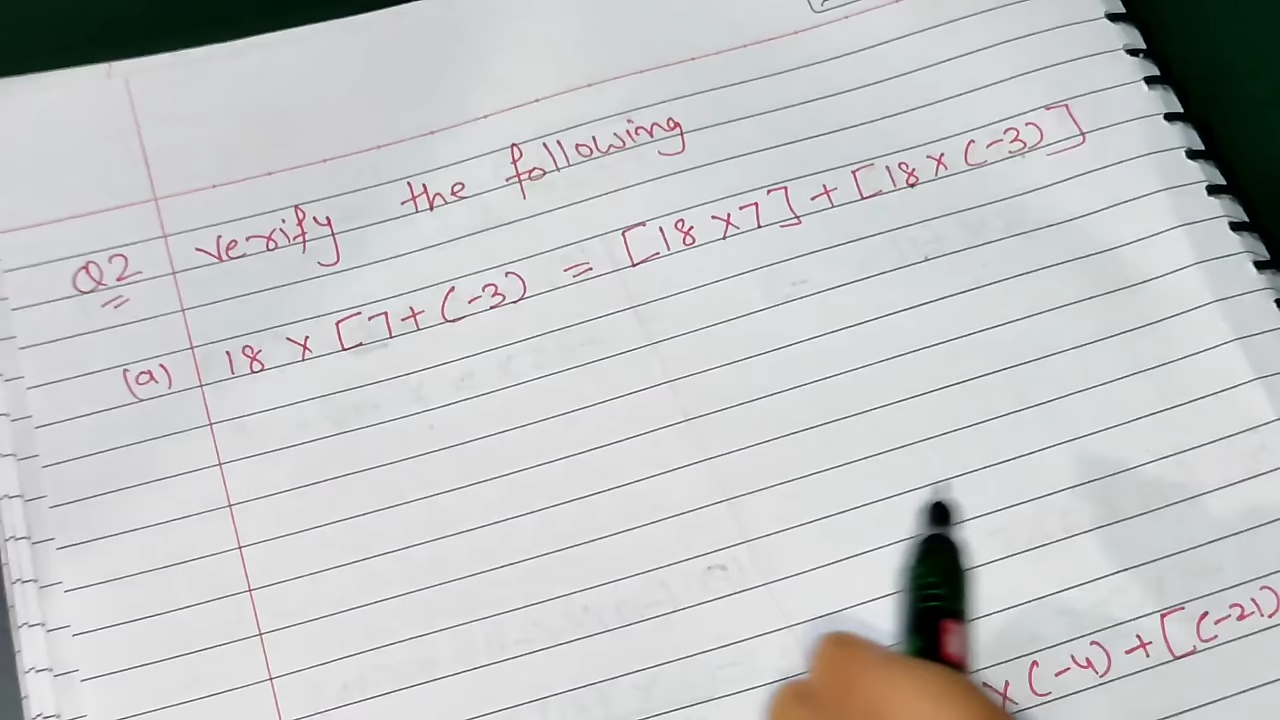 Q2 Verify the following
(a) 18 × [7+(-3) = [18 ×7] + [18 × (-3)]
×(-4) + [(-21)